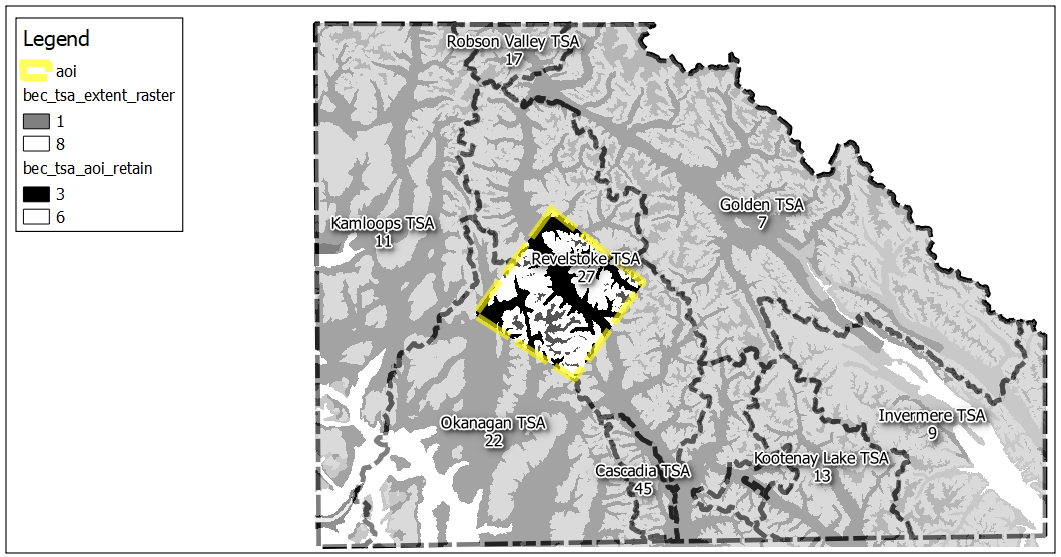 Legend
aoi
bec_tsa_extent_raster
1
8
bec_tsa_aoi_retain
3
6
Robson Valley TSA
17
Golden TSA
7
Kamloops TSA
11
Revelstoke TSA
27
Okanagan TSA
22
Invermere TSA
9
Kootenay Lake TSA
13
Cascadia TSA
45